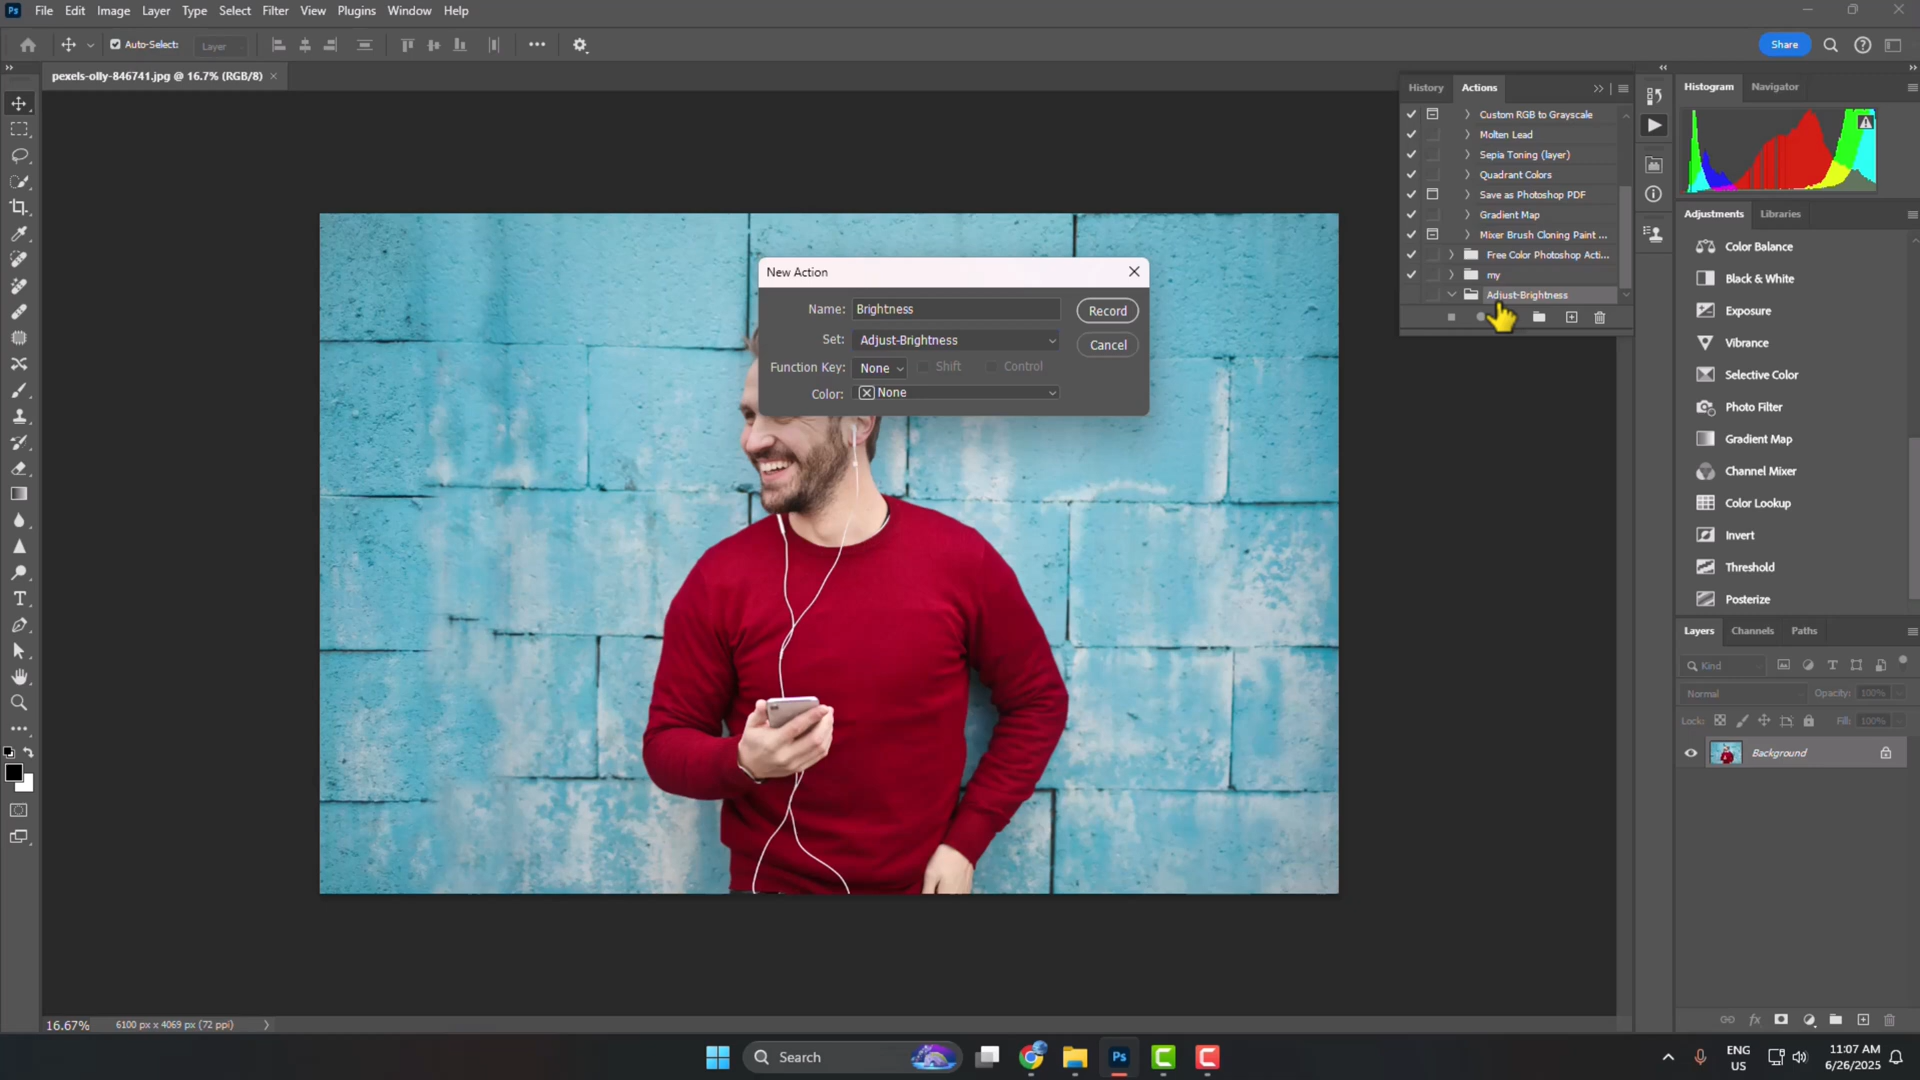 Ps File Edit Image Layer Type Select Filter View Plugins Window Help
Auto-Select: Layer Share
pexels-olly-846741.jpg @ 16.7% (RGB/8)
History Actions
Custom RGB to Grayscale
Molten Lead
Sepia Toning (layer)
Quadrant Colors
Save as Photoshop PDF
Gradient Map
Mixer Brush Cloning Paint ...
Free Color Photoshop Acti...
my
Adjust-Brightness
New Action
Name: Brightness Record
Set: Adjust-Brightness Cancel
Function Key: None Shift Control
Color: None
Histogram Navigator
Adjustments Libraries
Color Balance
Black & White
Exposure
Vibrance
Selective Color
Photo Filter
Gradient Map
Channel Mixer
Color Lookup
Invert
Threshold
Posterize
Layers Channels Paths
Kind
Normal Opacity: 100%
Lock: Fill: 100%
Background
16.67% 6100 px x 4069 px (72 ppi)
Search Ps ENG US 11:07 AM 6/26/2025